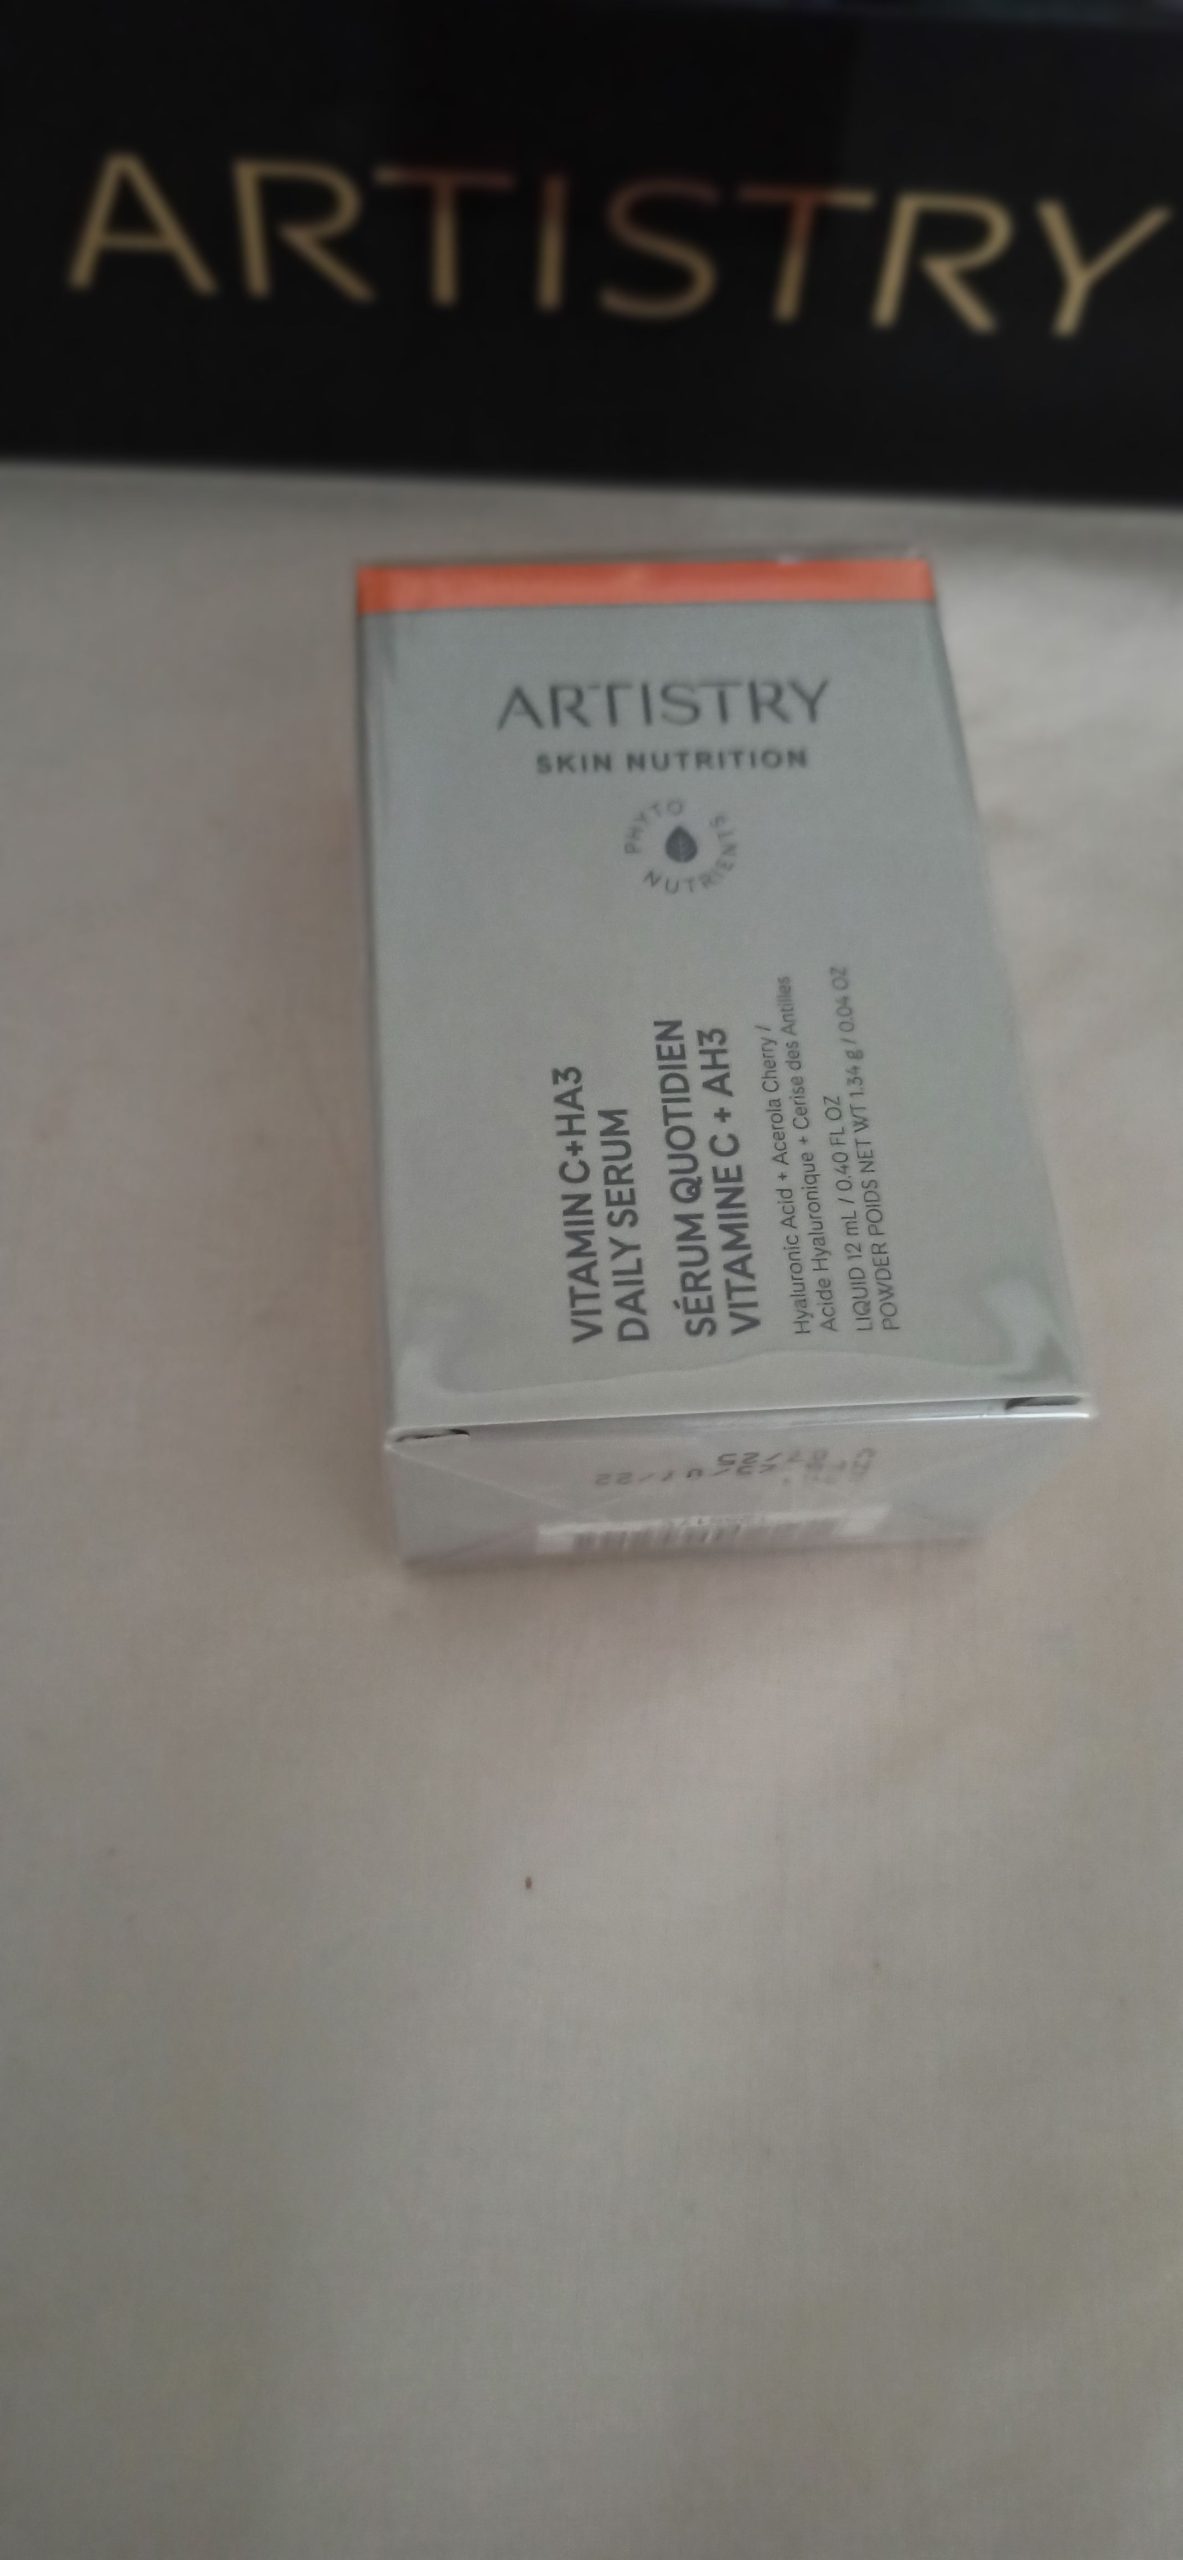 ARTISTRY
ARTISTRY
SKIN NUTRITION
PHYTO
NUTRIENTS
VITAMIN C+HA3
DAILY SERUM
SÉRUM QUOTIDIEN
VITAMINE C + AH3
Hyaluronic Acid + Acerola Cherry /
Acide Hyaluronique + Cerise des Antilles
LIQUID 12 mL / 0.40 FL OZ
POWDER POIDS NET WT 1.34 g / 0.04 OZ